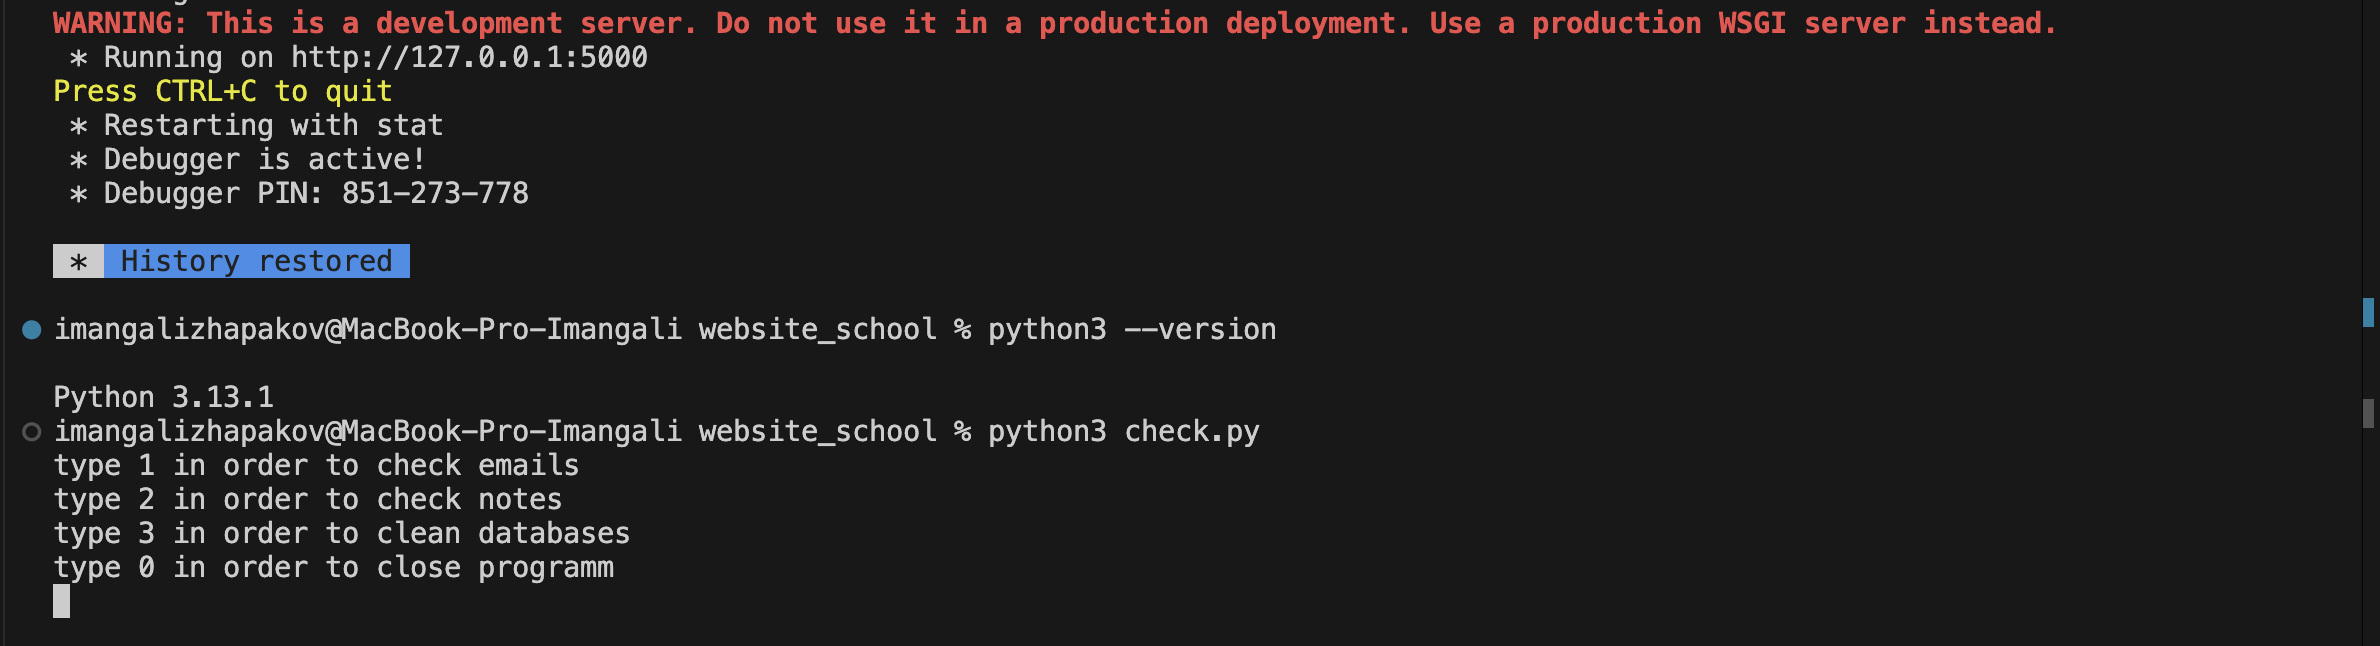 WARNING: This is a development server. Do not use it in a production deployment. Use a production WSGI server instead.
 * Running on http://127.0.0.1:5000
Press CTRL+C to quit
 * Restarting with stat
 * Debugger is active!
 * Debugger PIN: 851-273-778
 * History restored
imangalizhapakov@MacBook-Pro-Imangali website_school % python3 --version
Python 3.13.1
imangalizhapakov@MacBook-Pro-Imangali website_school % python3 check.py
type 1 in order to check emails
type 2 in order to check notes
type 3 in order to clean databases
type 0 in order to close programm